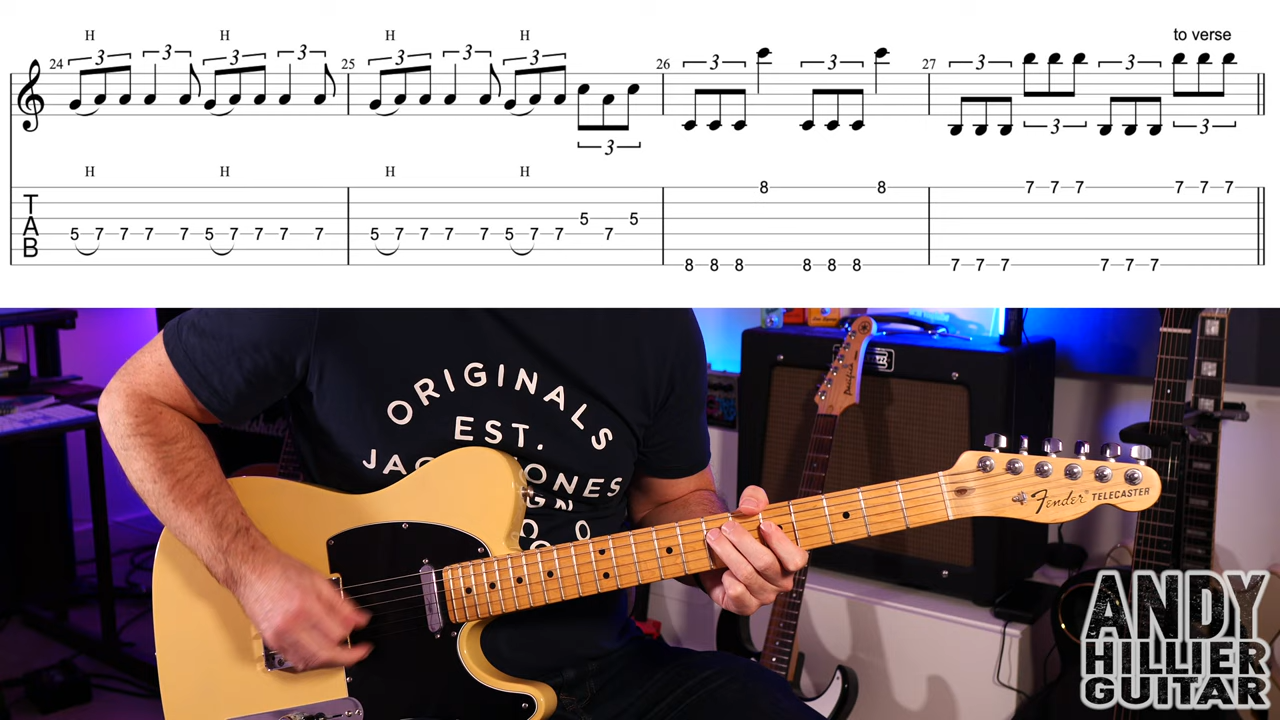 to verse
H H H H
24 3 3 3 3 25 3 3 3 3 26 3 3 27 3 3 3 3
H H H H
T
A
B
8 8 7 7 7 7 7 7
5 5
5 7 7 7 7 5 7 7 7 7 5 7 7 7 7 5 7 7 7
8 8 8 8 8 8 7 7 7 7 7 7
ORIGINALS
EST.
Fender TELECASTER
ANDY
HILLIER
GUITAR